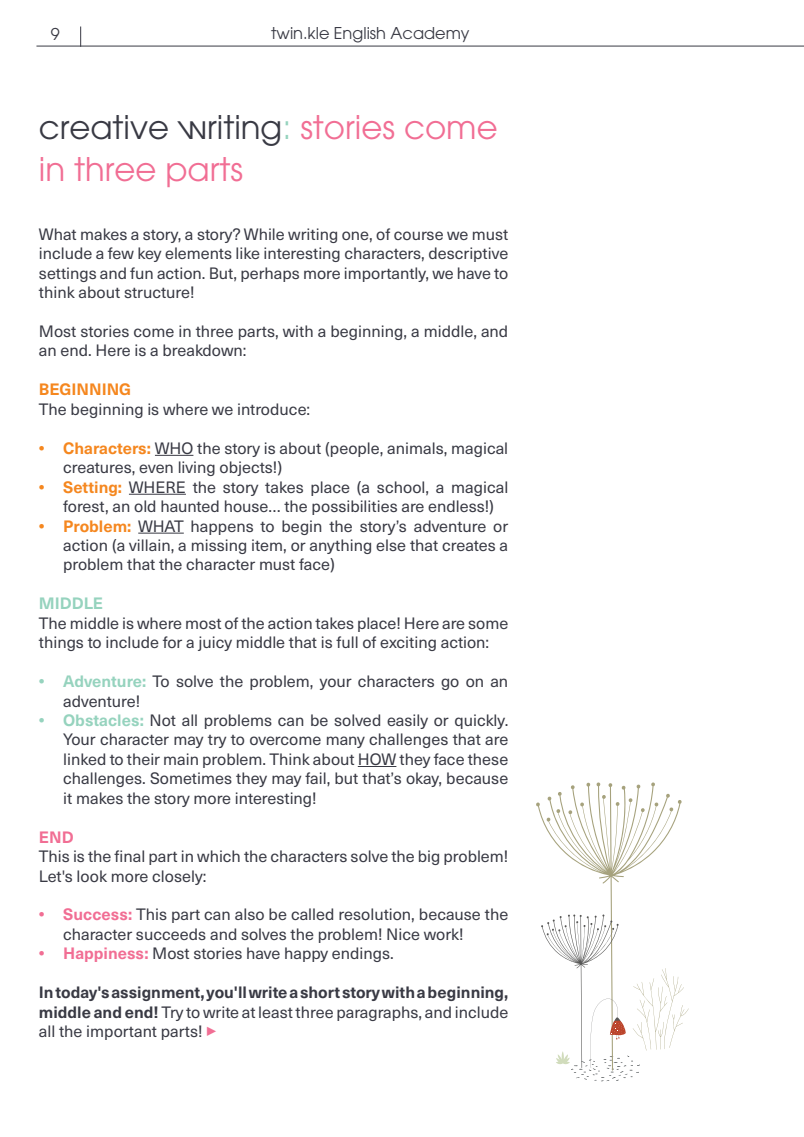 9
twin.kle English Academy
creative writing: stories come
in three parts
What makes a story, a story? While writing one, of course we must
include a few key elements like interesting characters, descriptive
settings and fun action. But, perhaps more importantly, we have to
think about structure!
Most stories come in three parts, with a beginning, a middle, and
an end. Here is a breakdown:
BEGINNING
The beginning is where we introduce:
• Characters: WHO the story is about (people, animals, magical
creatures, even living objects!)
• Setting: WHERE the story takes place (a school, a magical
forest, an old haunted house... the possibilities are endless!)
• Problem: WHAT happens to begin the story's adventure or
action (a villain, a missing item, or anything else that creates a
problem that the character must face)
MIDDLE
The middle is where most of the action takes place! Here are some
things to include for a juicy middle that is full of exciting action:
• Adventure: To solve the problem, your characters go on an
adventure!
• Obstacles: Not all problems can be solved easily or quickly.
Your character may try to overcome many challenges that are
linked to their main problem. Think about HOW they face these
challenges. Sometimes they may fail, but that's okay, because
it makes the story more interesting!
END
This is the final part in which the characters solve the big problem!
Let's look more closely:
• Success: This part can also be called resolution, because the
character succeeds and solves the problem! Nice work!
• Happiness: Most stories have happy endings.
In today's assignment, you'll write a short story with a beginning,
middle and end! Try to write at least three paragraphs, and include
all the important parts! ▶